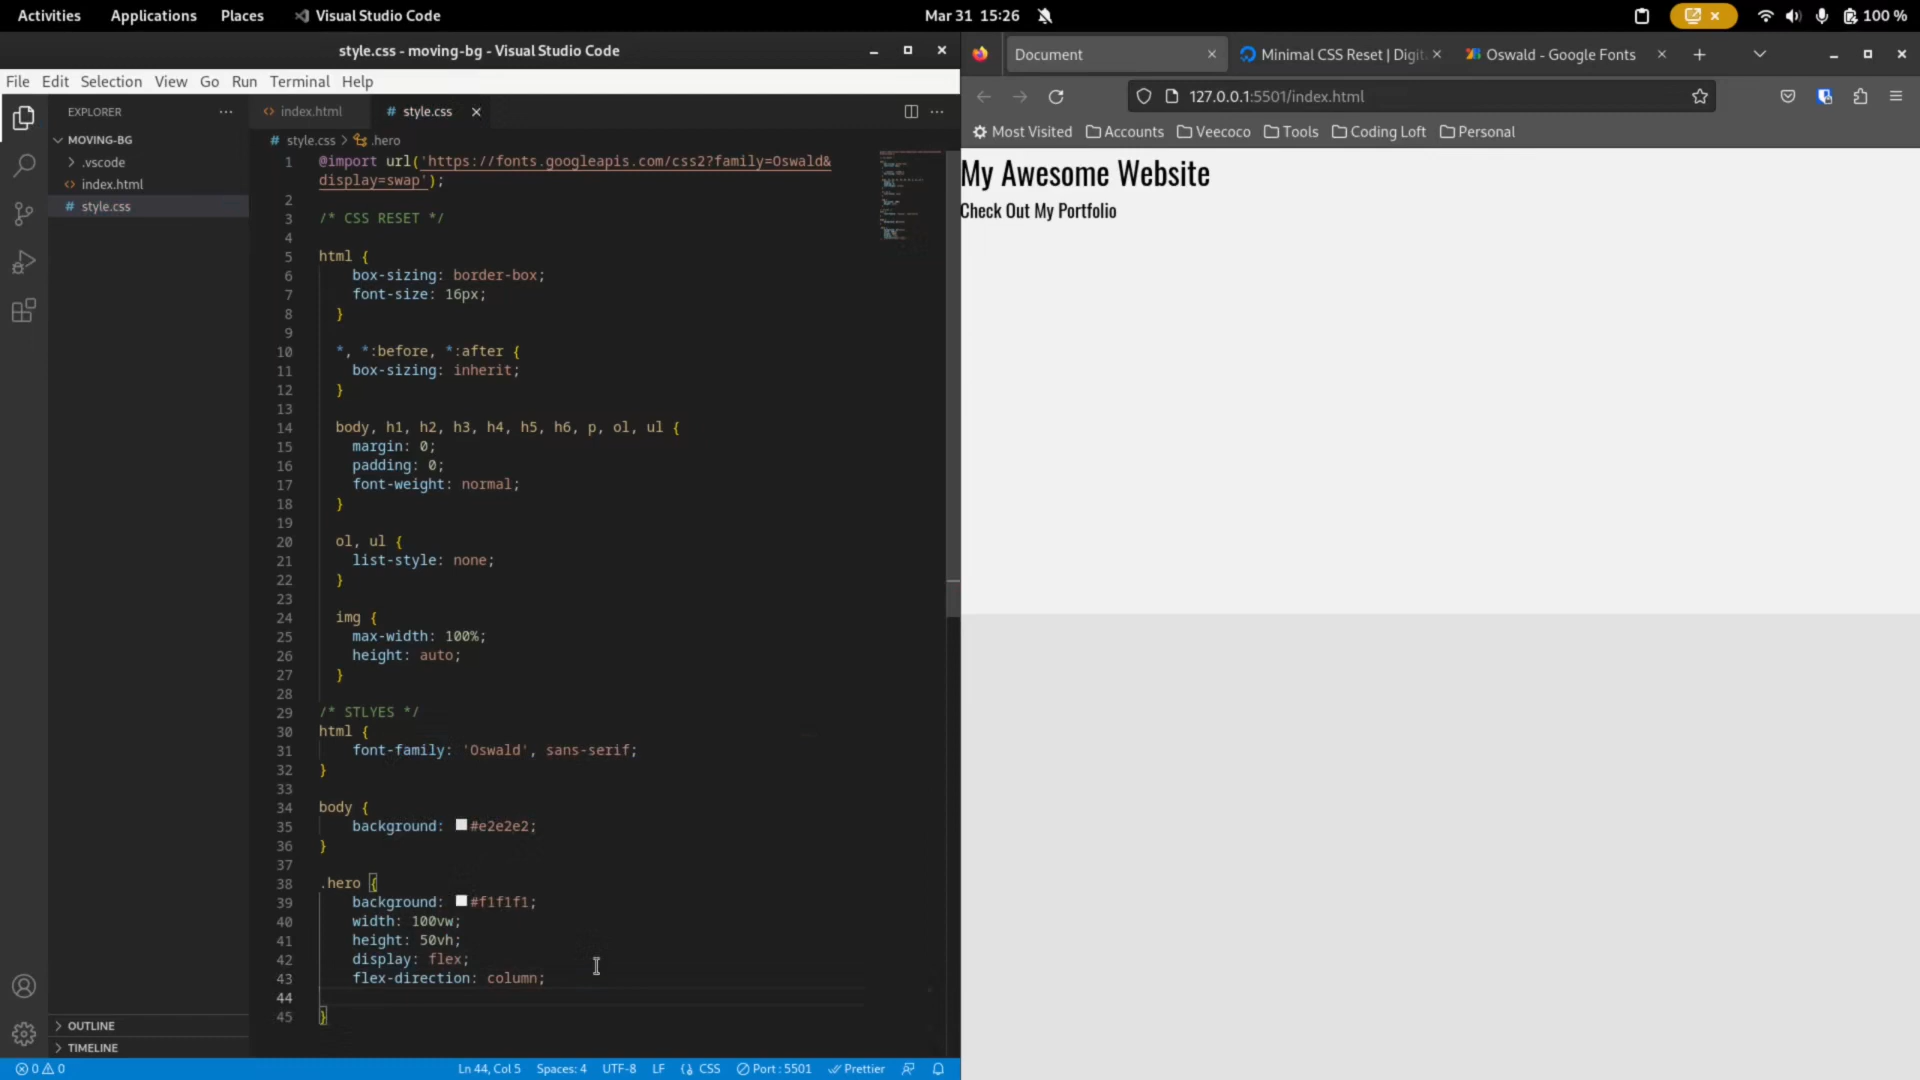 Activities Applications Places Visual Studio Code Mar 31 15:26 100 %
style.css - moving-bg - Visual Studio Code
File Edit Selection View Go Run Terminal Help
EXPLORER
MOVING-BG
.vscode
index.html
# style.css
OUTLINE
TIMELINE
index.html # style.css
# style.css > .hero
1 @import url('https://fonts.googleapis.com/css2?family=Oswald&
display=swap');
2
3 /* CSS RESET */
4
5 html {
6 box-sizing: border-box;
7 font-size: 16px;
8 }
9
10 *, *:before, *:after {
11 box-sizing: inherit;
12 }
13
14 body, h1, h2, h3, h4, h5, h6, p, ol, ul {
15 margin: 0;
16 padding: 0;
17 font-weight: normal;
18 }
19
20 ol, ul {
21 list-style: none;
22 }
23
24 img {
25 max-width: 100%;
26 height: auto;
27 }
28
29 /* STLYES */
30 html {
31 font-family: 'Oswald', sans-serif;
32 }
33
34 body {
35 background: #e2e2e2;
36 }
37
38 .hero {
39 background: #f1f1f1;
40 width: 100vw;
41 height: 50vh;
42 display: flex;
43 flex-direction: column;
44
45 }
0 0 Ln 44, Col 5 Spaces: 4 UTF-8 LF CSS Port : 5501 Prettier
Document Minimal CSS Reset | Digit Oswald - Google Fonts
127.0.0.1:5501/index.html
Most Visited Accounts Veecoco Tools Coding Loft Personal
My Awesome Website
Check Out My Portfolio